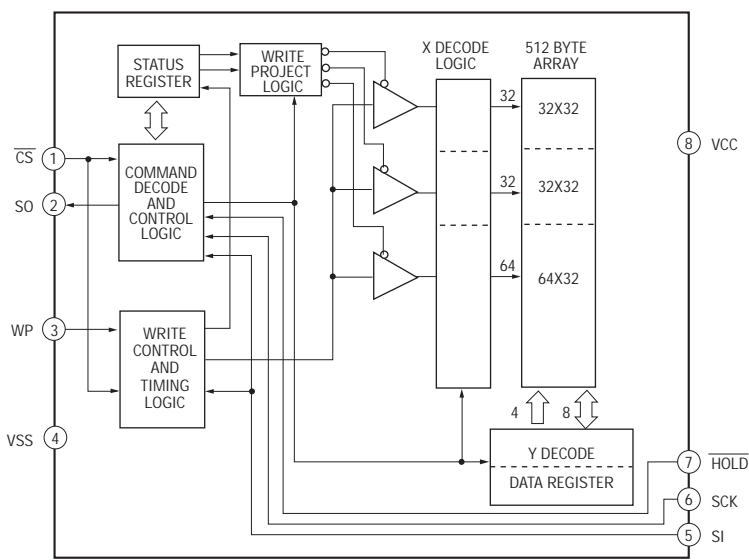 STATUS
REGISTER
WRITE
PROJECT
LOGIC
X DECODE
LOGIC
512 BYTE
ARRAY
32
32X32
32
32X32
64
64X32
CS
1
SO
2
COMMAND
DECODE
AND
CONTROL
LOGIC
8
VCC
WP
3
WRITE
CONTROL
AND
TIMING
LOGIC
VSS
4
4
8
Y DECODE
DATA REGISTER
7
HOLD
6
SCK
5
SI